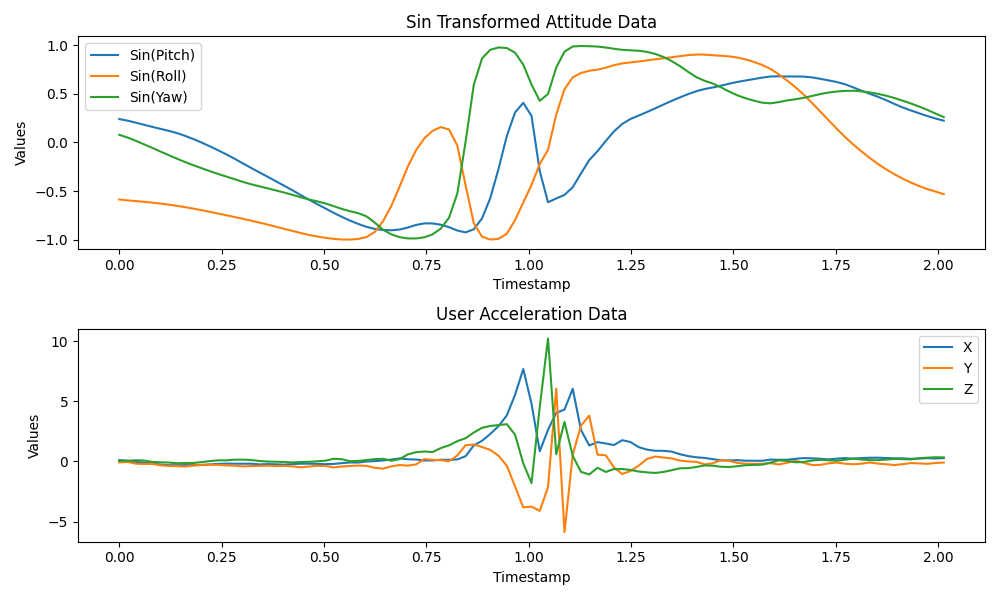 Sin Transformed Attitude Data
Values
1.0
0.5
0.0
−0.5
−1.0
Sin(Pitch)
Sin(Roll)
Sin(Yaw)
0.00 0.25 0.50 0.75 1.00 1.25 1.50 1.75 2.00
Timestamp
User Acceleration Data
Values
10
5
0
−5
X
Y
Z
0.00 0.25 0.50 0.75 1.00 1.25 1.50 1.75 2.00
Timestamp